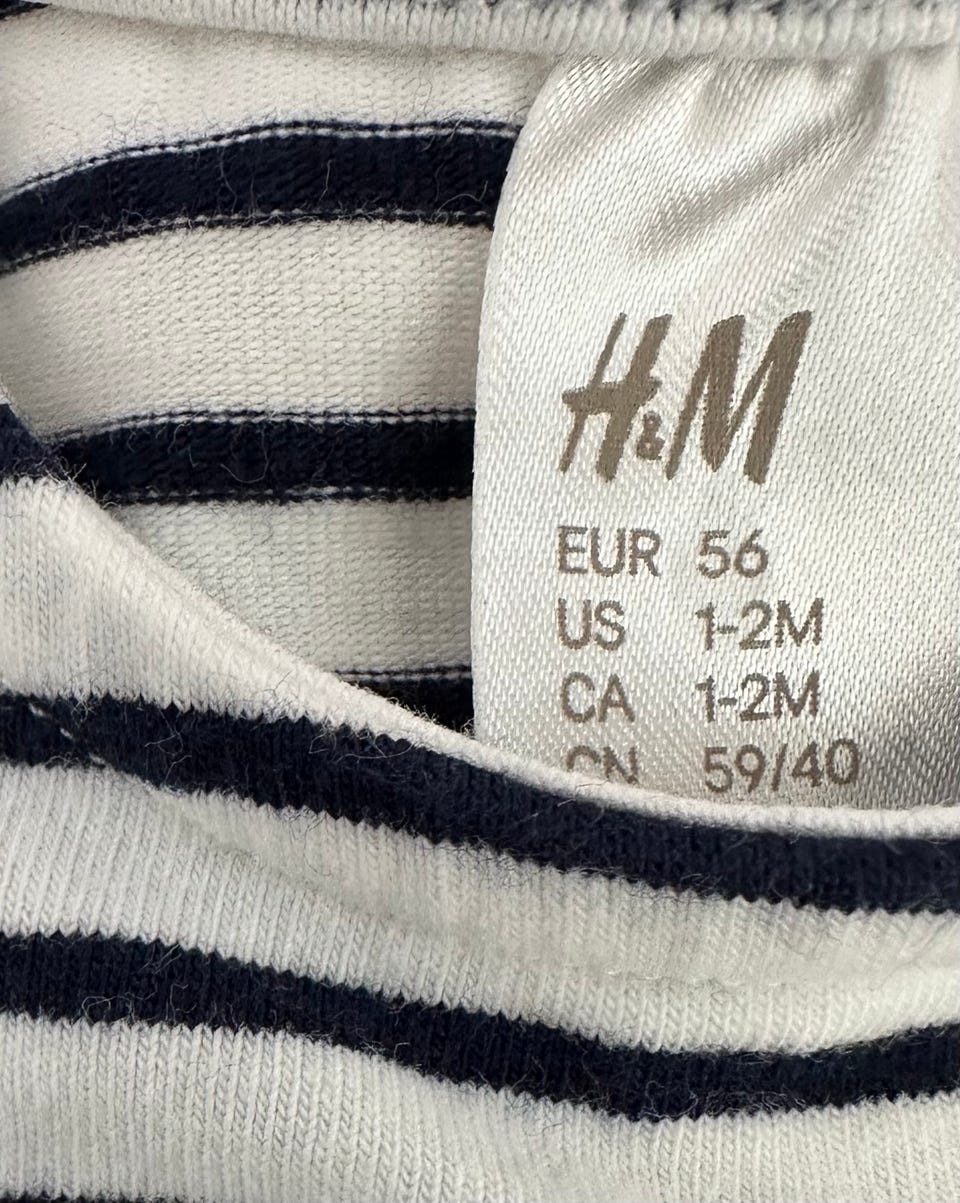 H&M
EUR 56
US 1-2M
CA 1-2M
CN 59/40